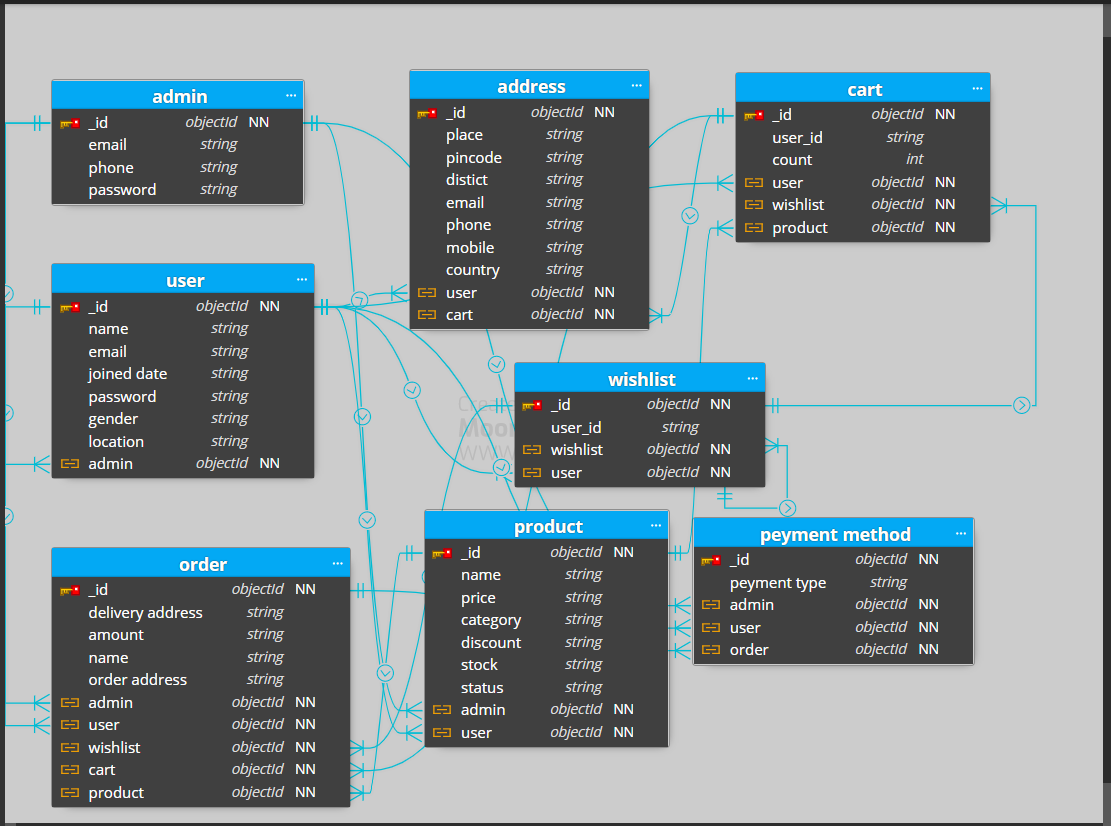 admin ...
_id objectId NN
email string
phone string
password string
address ...
_id objectId NN
place string
pincode string
distict string
email string
phone string
mobile string
country string
user objectId NN
cart objectId NN
cart ...
_id objectId NN
user_id string
count int
user objectId NN
wishlist objectId NN
product objectId NN
user ...
_id objectId NN
name string
email string
joined date string
password string
gender string
location string
admin objectId NN
wishlist ...
_id objectId NN
user_id string
wishlist objectId NN
user objectId NN
order ...
_id objectId NN
delivery address string
amount string
name string
order address string
admin objectId NN
user objectId NN
wishlist objectId NN
cart objectId NN
product objectId NN
product ...
_id objectId NN
name string
price string
category string
discount string
stock string
status string
admin objectId NN
user objectId NN
peyment method ...
_id objectId NN
peyment type string
admin objectId NN
user objectId NN
order objectId NN